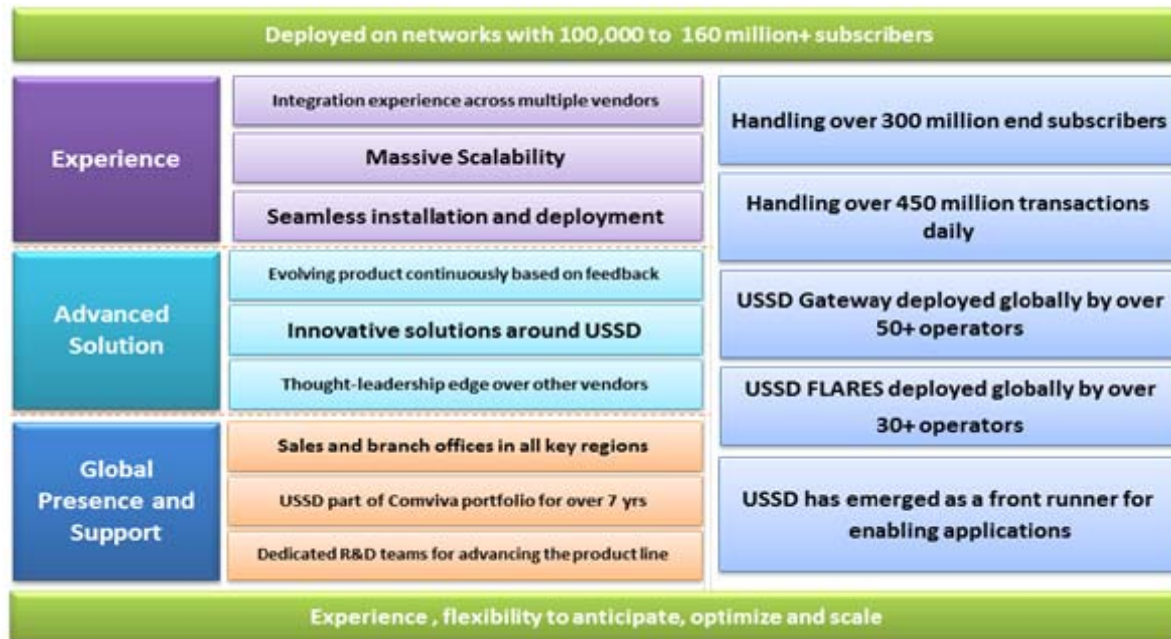 Deployed on networks with 100,000 to 160 million+ subscribers
Experience
Integration experience across multiple vendors
Massive Scalability
Seamless installation and deployment
Advanced
Solution
Evolving product continuously based on feedback
Innovative solutions around USSD
Thought-leadership edge over other vendors
Global
Presence and
Support
Sales and branch offices in all key regions
USSD part of Comviva portfolio for over 7 yrs
Dedicated R&D teams for advancing the product line
Handling over 300 million end subscribers
Handling over 450 million transactions
daily
USSD Gateway deployed globally by over
50+ operators
USSD FLARES deployed globally by over
30+ operators
USSD has emerged as a front runner for
enabling applications
Experience , flexibility to anticipate, optimize and scale